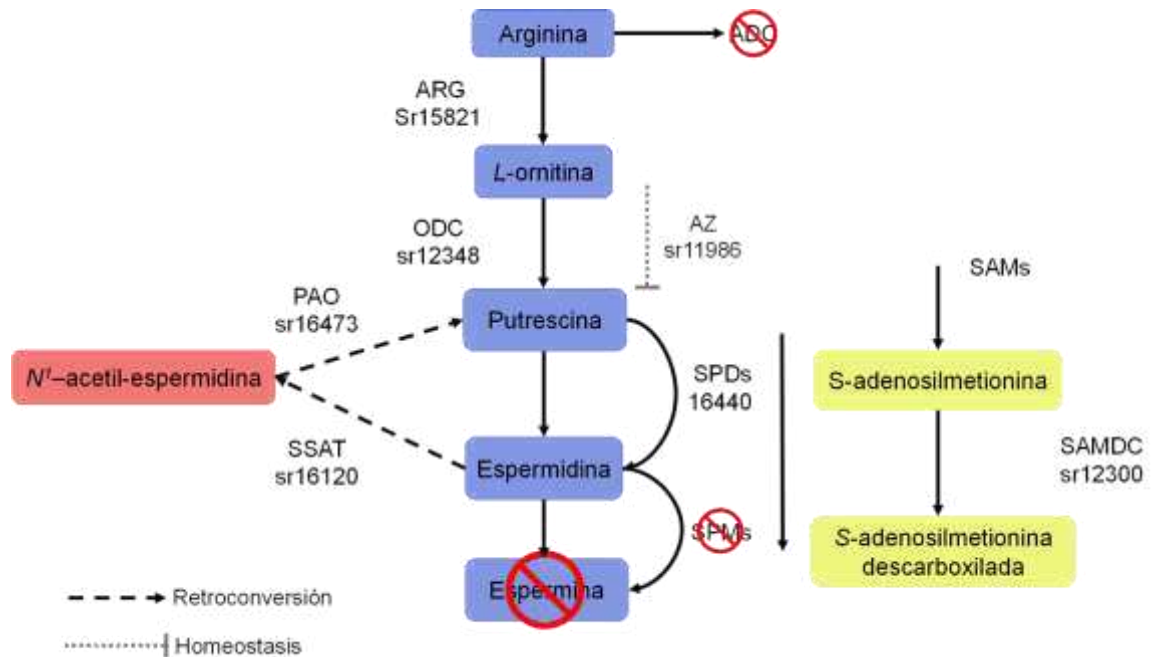 Arginina
ADC
ARG
Sr15821
L-ornitina
ODC
sr12348
AZ
sr11986
SAMs
PAO
sr16473
Putrescina
N¹–acetil-espermidina
SPDs
16440
S-adenosilmetionina
SSAT
sr16120
Espermidina
SAMDC
sr12300
SPMs
S-adenosilmetionina
descarboxilada
Espermina
Retroconversión
Homeostasis